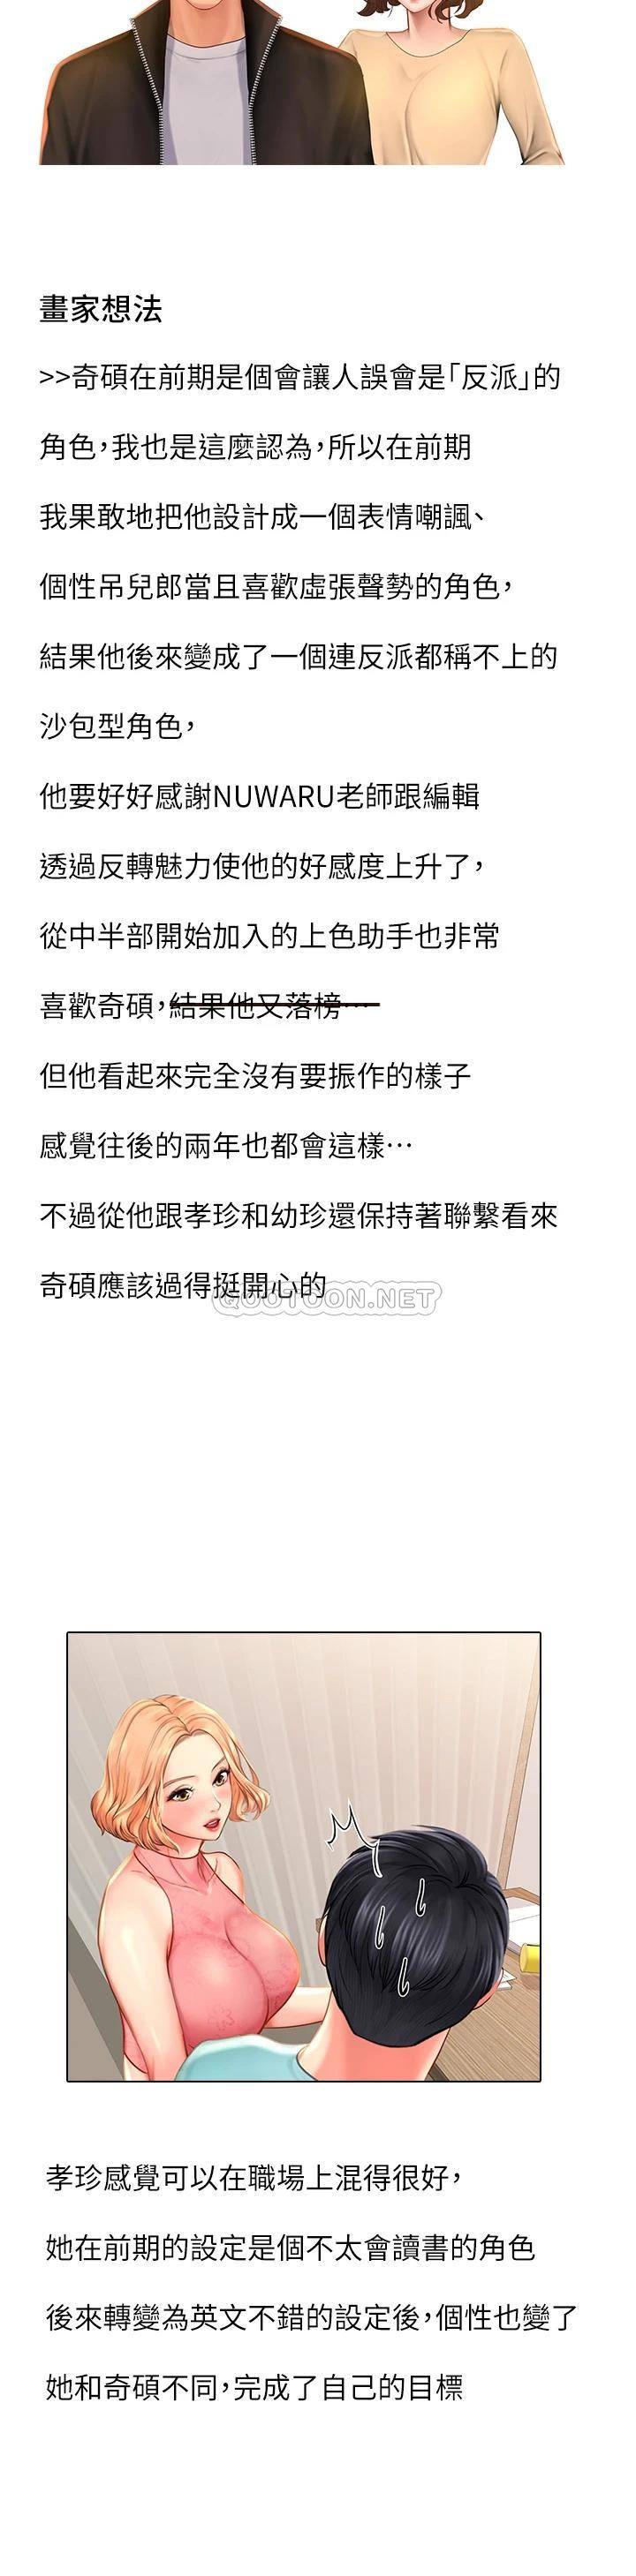 畫家想法
>>奇碩在前期是個會讓人誤會是「反派」的
角色,我也是這麼認為,所以在前期
我果敢地把他設計成一個表情嘲諷、
個性吊兒郎當且喜歡虛張聲勢的角色,
結果他後來變成了一個連反派都稱不上的
沙包型角色,
他要好好感謝NUWARU老師跟編輯
透過反轉魅力使他的好感度上升了,
從中半部開始加入的上色助手也非常
喜歡奇碩,結果他又落榜…
但他看起來完全沒有要振作的樣子
感覺往後的兩年也都會這樣…
不過從他跟孝珍和幼珍還保持著聯繫看來
奇碩應該過得挺開心的
QOOTOON.NET
孝珍感覺可以在職場上混得很好,
她在前期的設定是個不太會讀書的角色
後來轉變為英文不錯的設定後,個性也變了
她和奇碩不同,完成了自己的目標